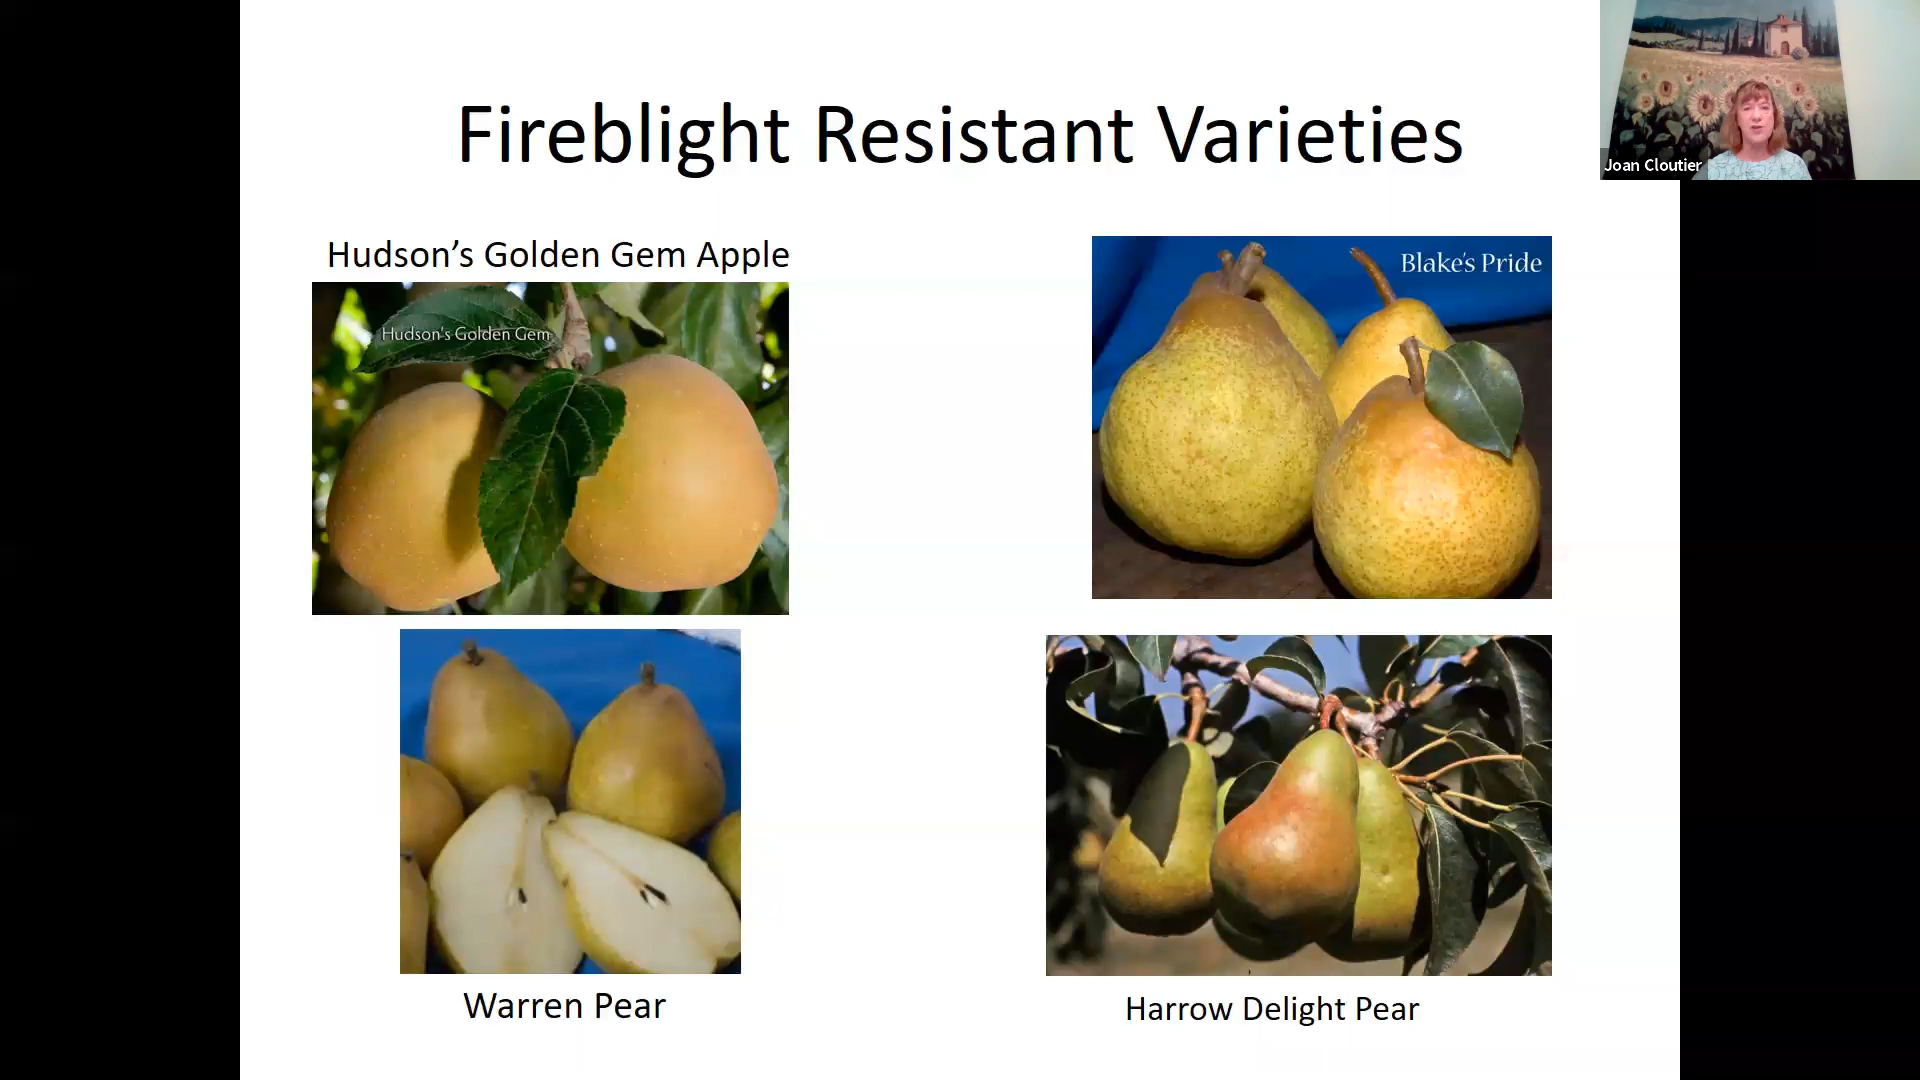 Fireblight Resistant Varieties
Joan Cloutier
Hudson’s Golden Gem Apple
Hudson's Golden Gem
Blake's Pride
Warren Pear
Harrow Delight Pear